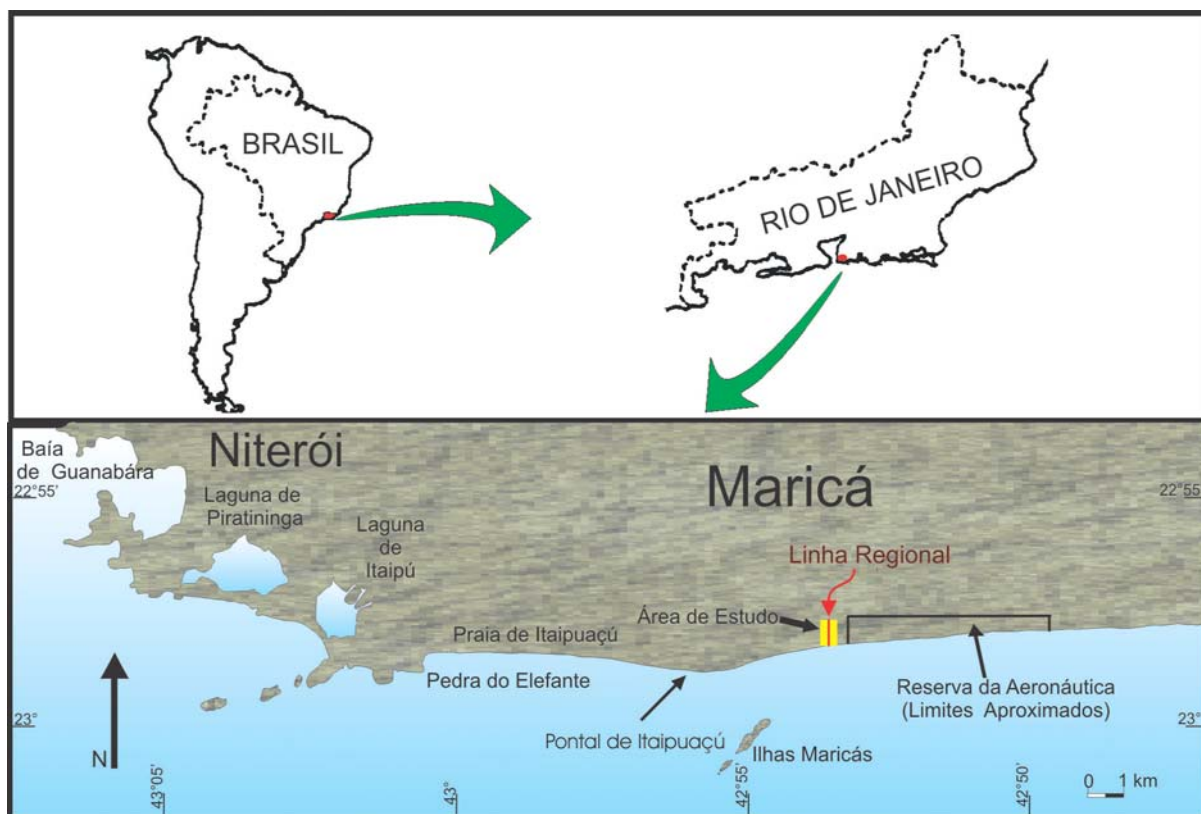 BRASIL
RIO DE JANEIRO
Baía
de Guanabára
Niterói
Maricá
22°55'
22°55'
Laguna de
Piratininga
Laguna
de
Itaipú
Linha Regional
Área de Estudo
Praia de Itaipuaçú
Pedra do Elefante
Reserva da Aeronáutica
(Limites Aproximados)
23°
23°
Pontal de Itaipuaçú
Ilhas Maricás
N
43°05'
43°
42°55'
42°50'
0 1 km